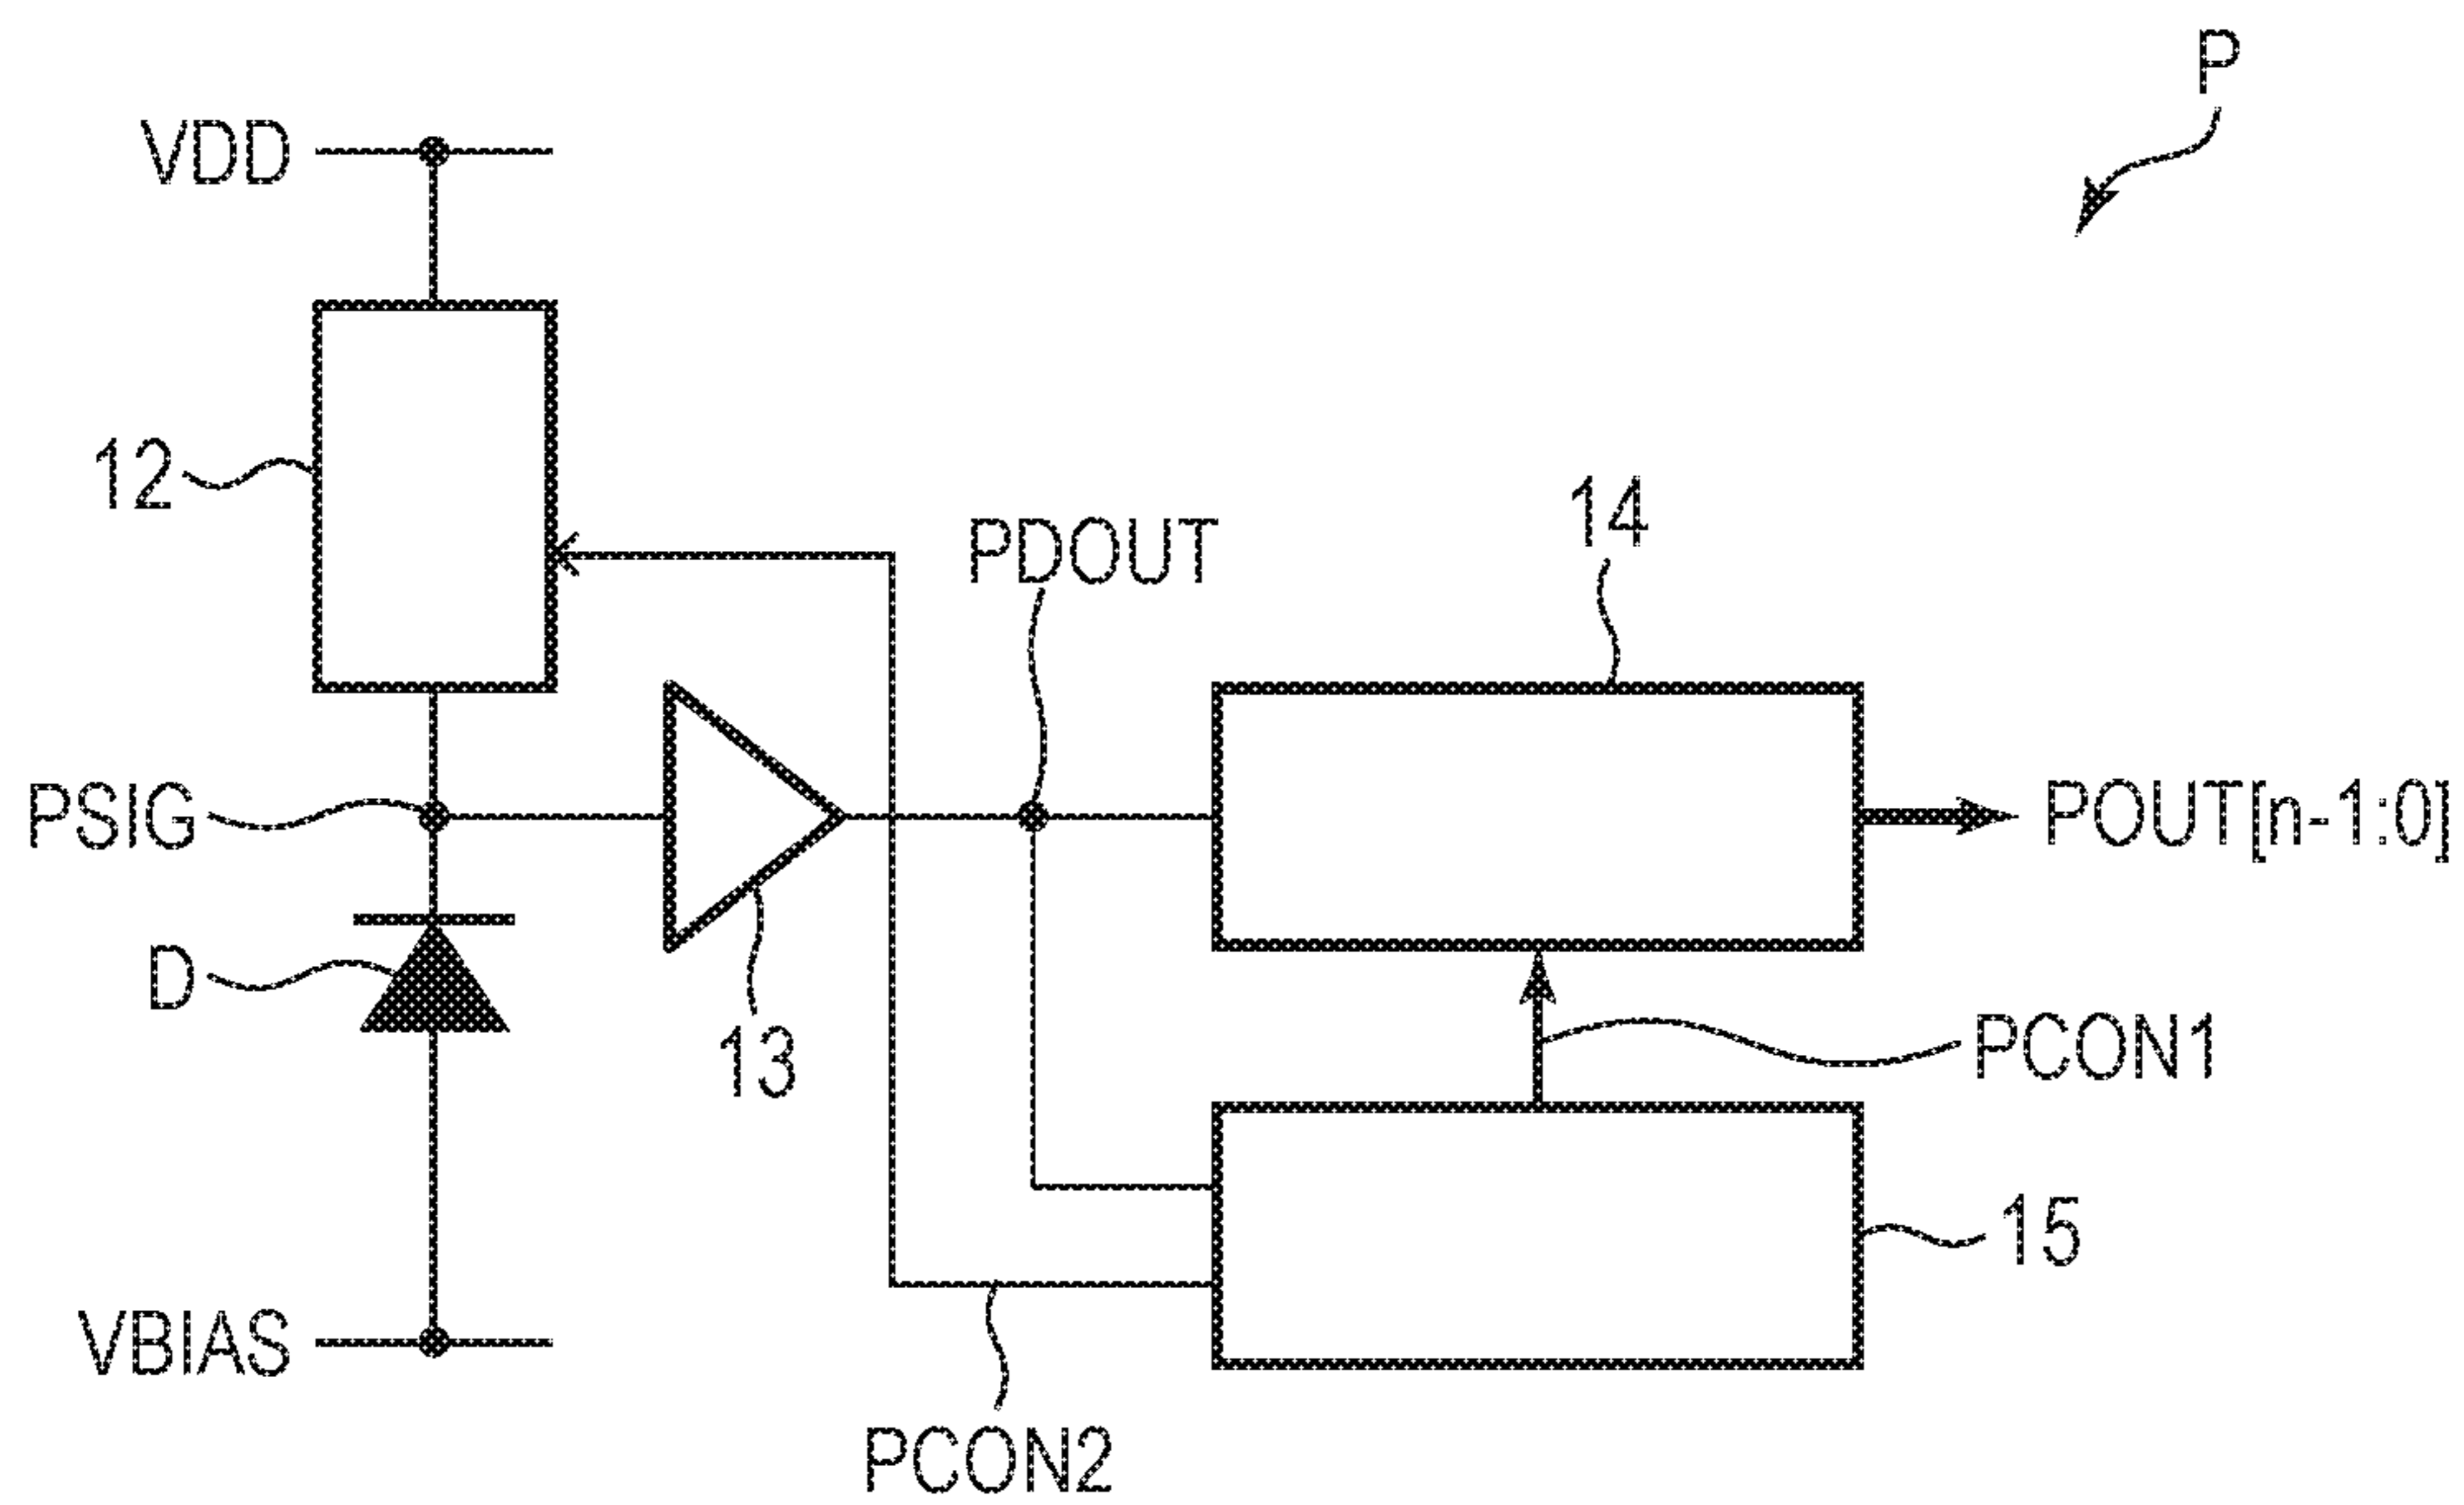 P
VDD
12
PDOUT
14
PSIG
POUT[n-1:0]
D
13
PCON1
15
VBIAS
PCON2